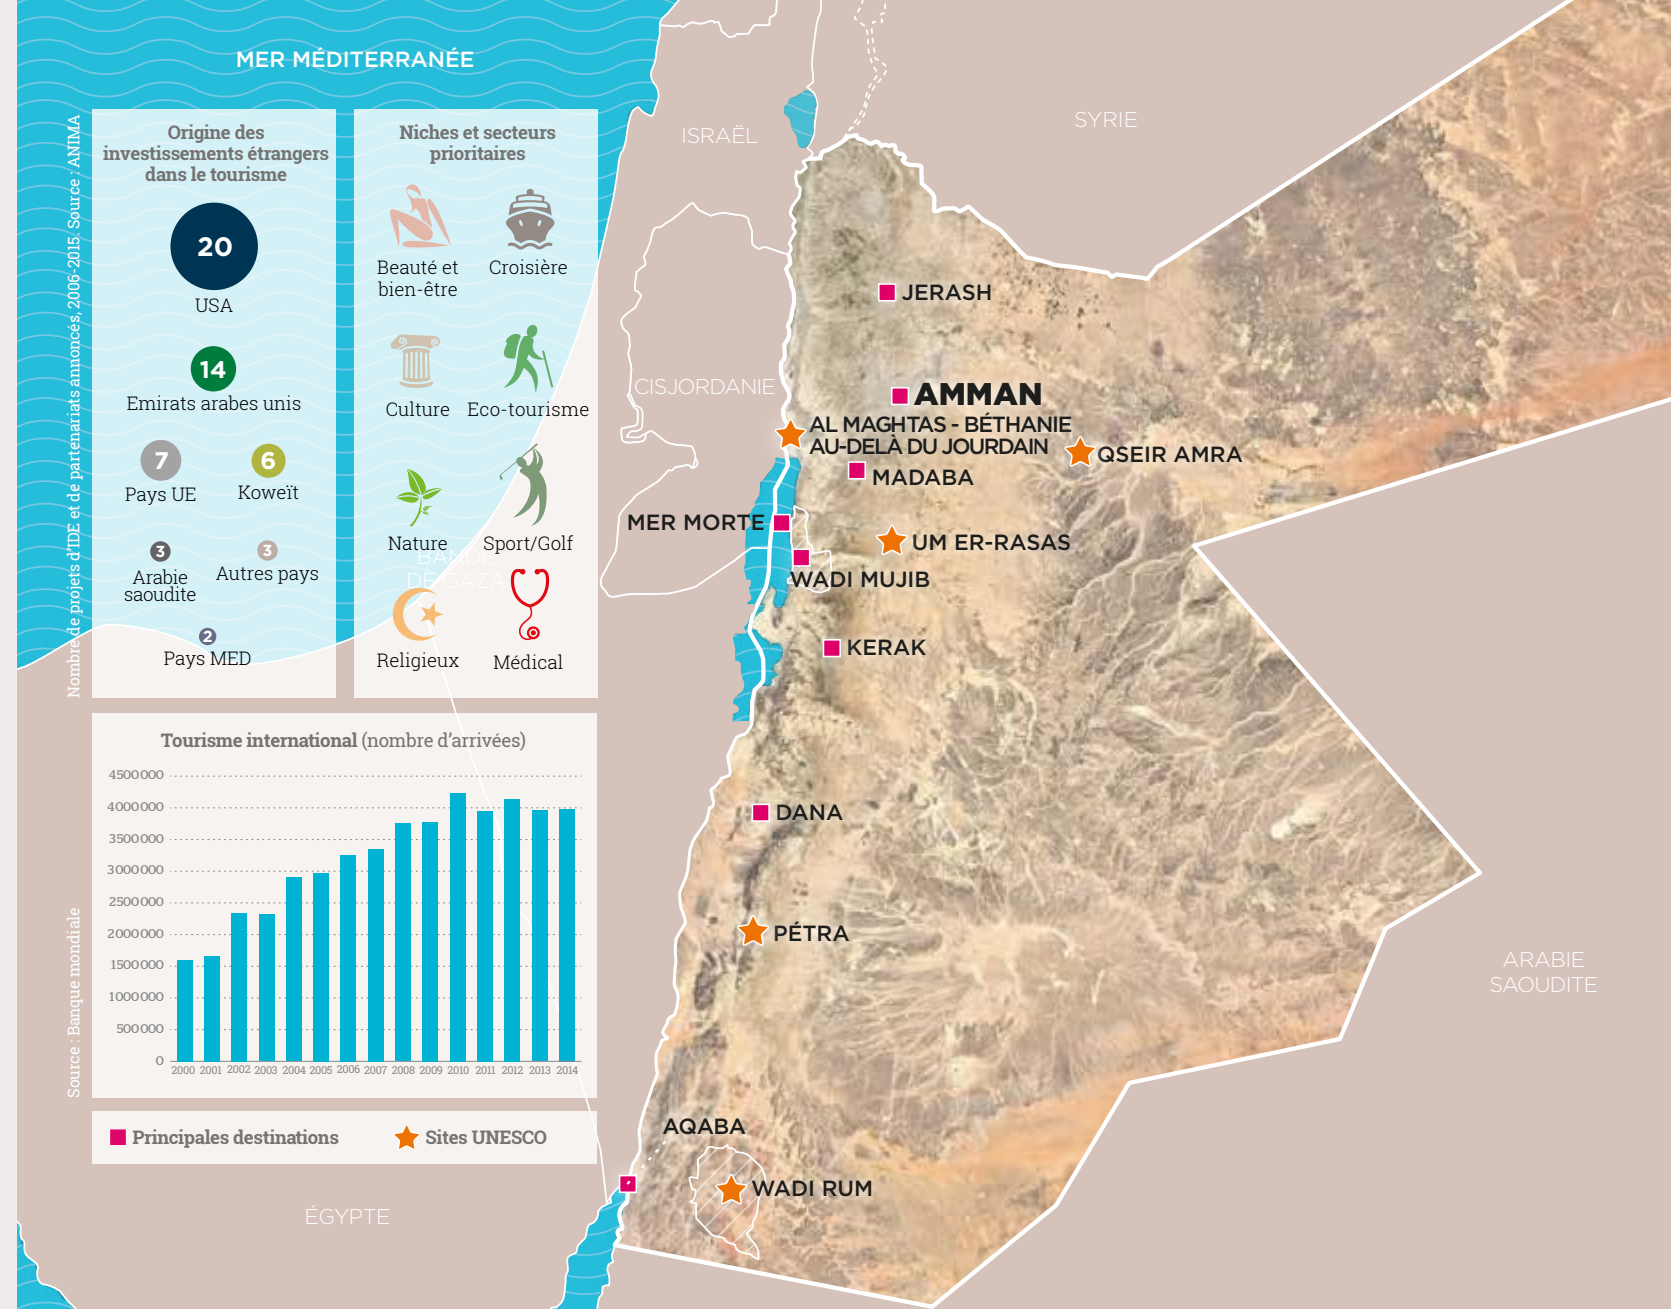 MER MÉDITERRANÉE
Nombre de projets d'IDE et de partenariats annoncés, 2006-2015. Source : ANIMA
Origine des
investissements étrangers
dans le tourisme
20
USA
14
Emirats arabes unis
7
Pays UE
6
Koweït
3
Arabie
saoudite
3
Autres pays
2
Pays MED
Niches et secteurs
prioritaires
Beauté et
bien-être
Croisière
Culture
Eco-tourisme
Nature
Sport/Golf
BANDE
DE GAZA
Religieux
Médical
Source : Banque mondiale
Tourisme international (nombre d'arrivées)
4500000
4000000
3500000
3000000
2500000
2000000
1500000
1000000
500000
0
2000 2001 2002 2003 2004 2005 2006 2007 2008 2009 2010 2011 2012 2013 2014
Principales destinations
Sites UNESCO
ÉGYPTE
ISRAËL
SYRIE
CISJORDANIE
JERASH
AMMAN
AL MAGHTAS - BÉTHANIE
AU-DELÀ DU JOURDAIN
QSEIR AMRA
MADABA
MER MORTE
UM ER-RASAS
WADI MUJIB
KERAK
DANA
PÉTRA
ARABIE
SAOUDITE
AQABA
WADI RUM